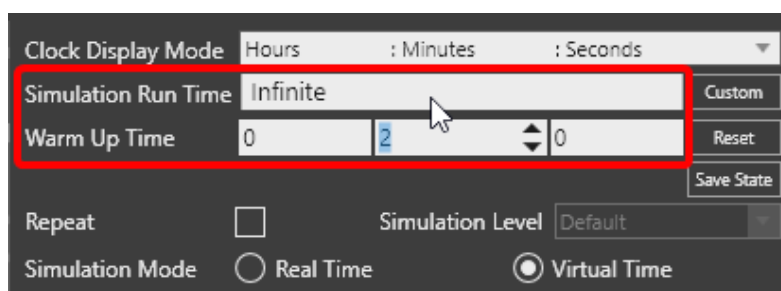 Clock Display Mode Hours : Minutes : Seconds
Simulation Run Time Infinite Custom
Warm Up Time 0 2 0 Reset
Save State
Repeat Simulation Level Default
Simulation Mode Real Time Virtual Time